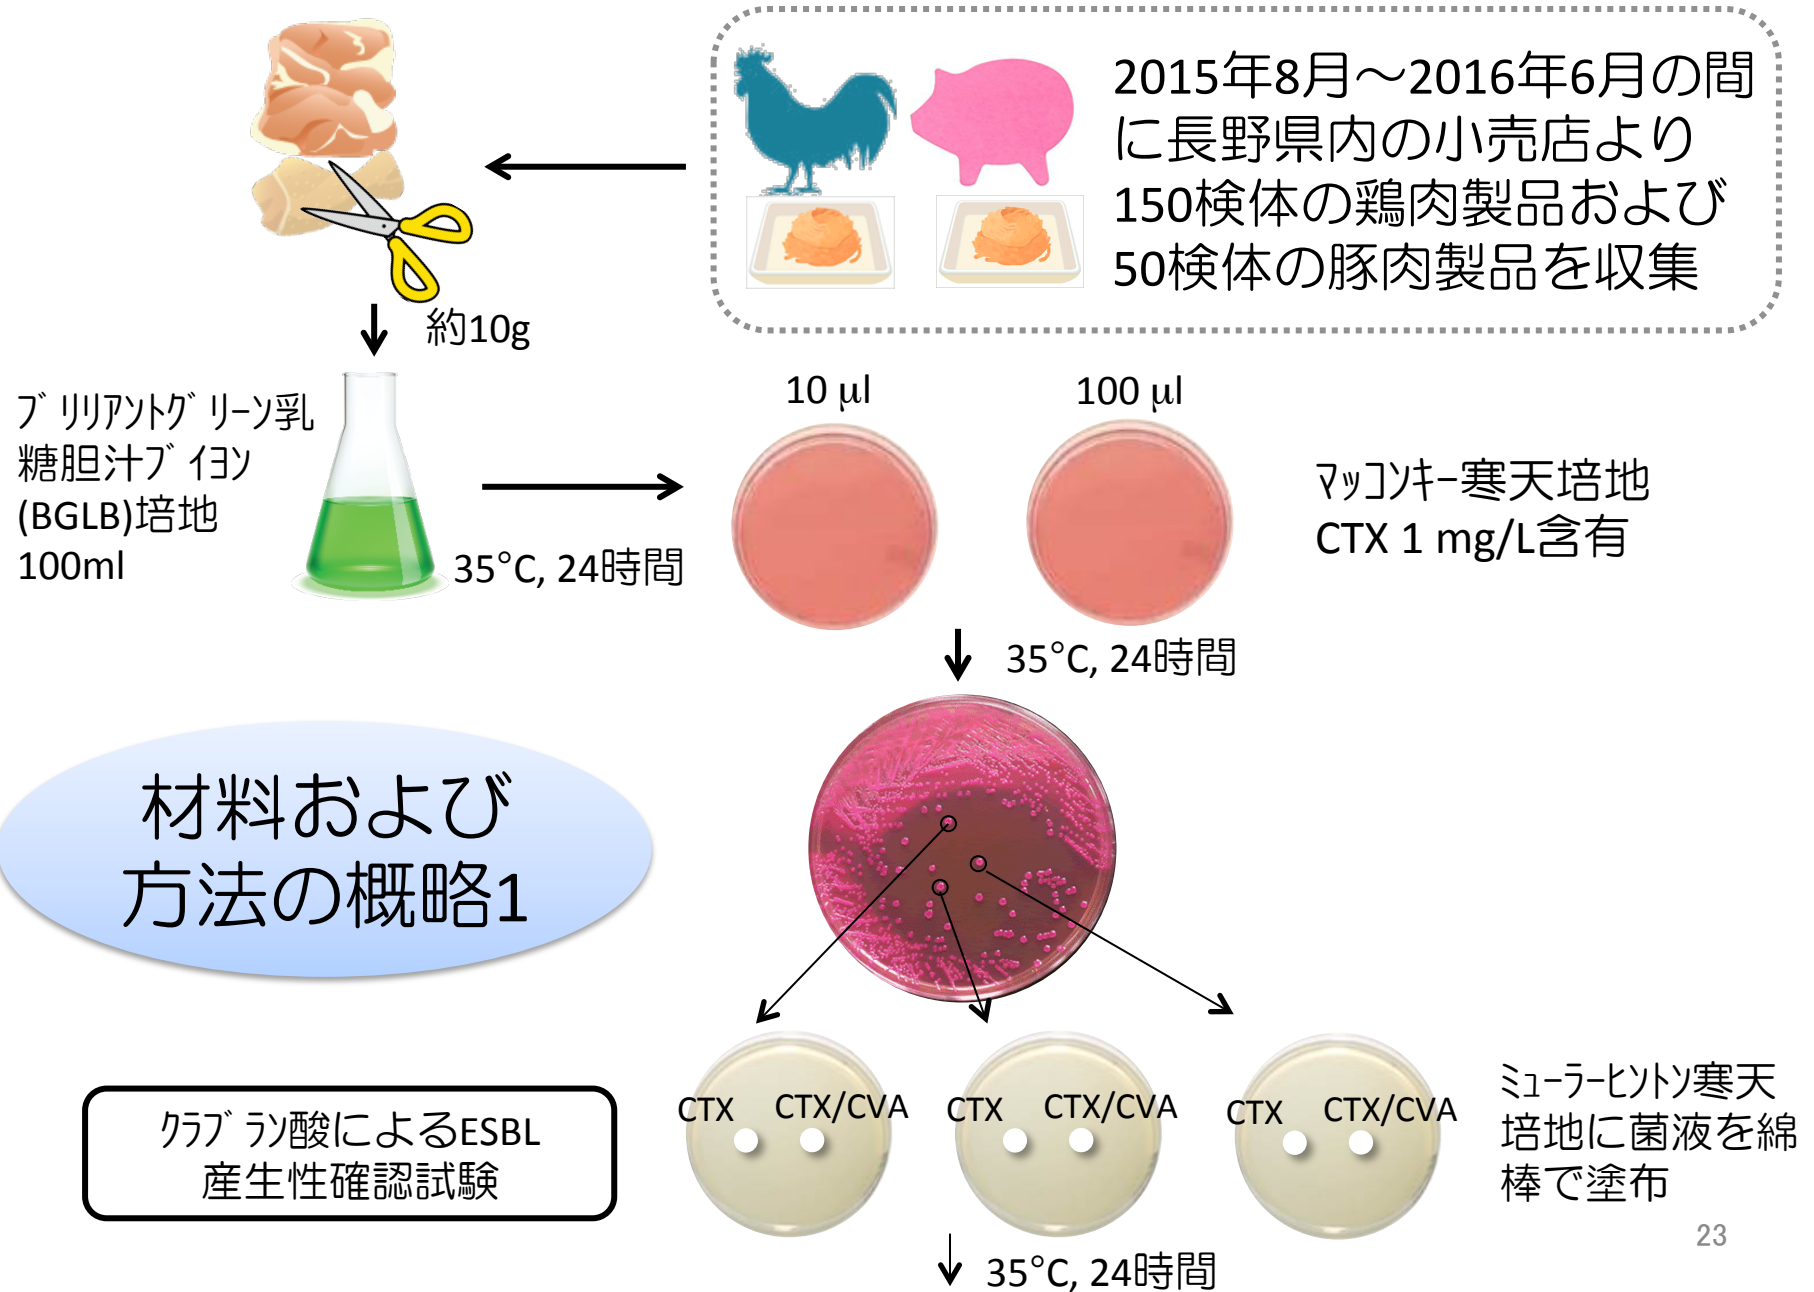 2015年8月～2016年6月の間
に長野県内の小売店より
150検体の鶏肉製品および
50検体の豚肉製品を収集
約10g
ﾌﾞﾘﾘｱﾝﾄｸﾞﾘｰﾝ乳
糖胆汁ﾌﾞｲﾖﾝ
(BGLB)培地
100ml
35°C, 24時間
10 μl
100 μl
ﾏｯｺﾝｷｰ寒天培地
CTX 1 mg/L含有
35°C, 24時間
材料および
方法の概略1
ｸﾗﾌﾞﾗﾝ酸によるESBL
産生性確認試験
CTX CTX/CVA
CTX CTX/CVA
CTX CTX/CVA
ﾐｭｰﾗｰﾋﾝﾄﾝ寒天
培地に菌液を綿
棒で塗布
35°C, 24時間
23